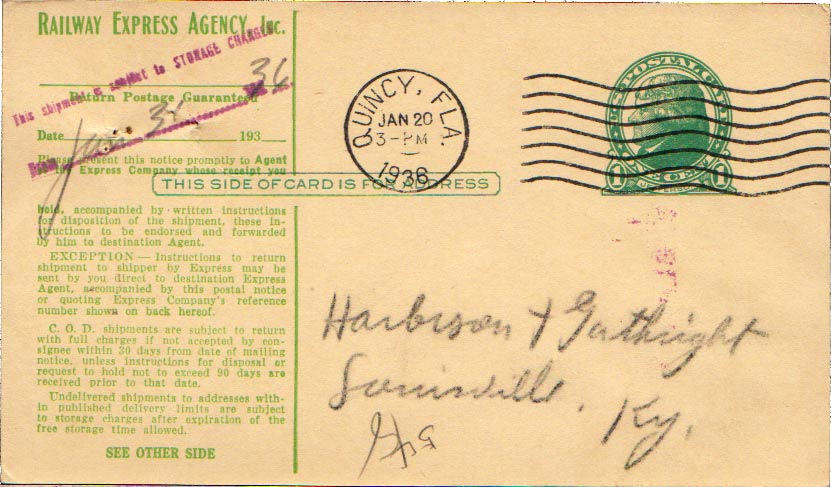 RAILWAY EXPRESS AGENCY, INC.
This shipment is subject to STORAGE CHARGE
36
Return Postage Guaranteed
Date Jan 193
Please present this notice promptly to Agent
Express Company whose receipt you
held, accompanied by written instructions
for disposition of the shipment, these in-
structions to be endorsed and forwarded
by him to destination Agent.
EXCEPTION — Instructions to return
shipment to shipper by Express may be
sent by you direct to destination Express
Agent, accompanied by this postal notice
or quoting Express Company's reference
number shown on back hereof.
C. O. D. shipments are subject to return
with full charges if not accepted by con-
signee within 30 days from date of mailing
notice, unless instructions for disposal or
request to hold not to exceed 90 days are
received prior to that date.
Undelivered shipments to addresses with-
in published delivery limits are subject
to storage charges after expiration of the
free storage time allowed.
SEE OTHER SIDE
QUINCY, FLA.
JAN 20
3-PM
1936
THIS SIDE OF CARD IS FOR ADDRESS
1 1
Harbison & Gathright
Louisville, Ky.